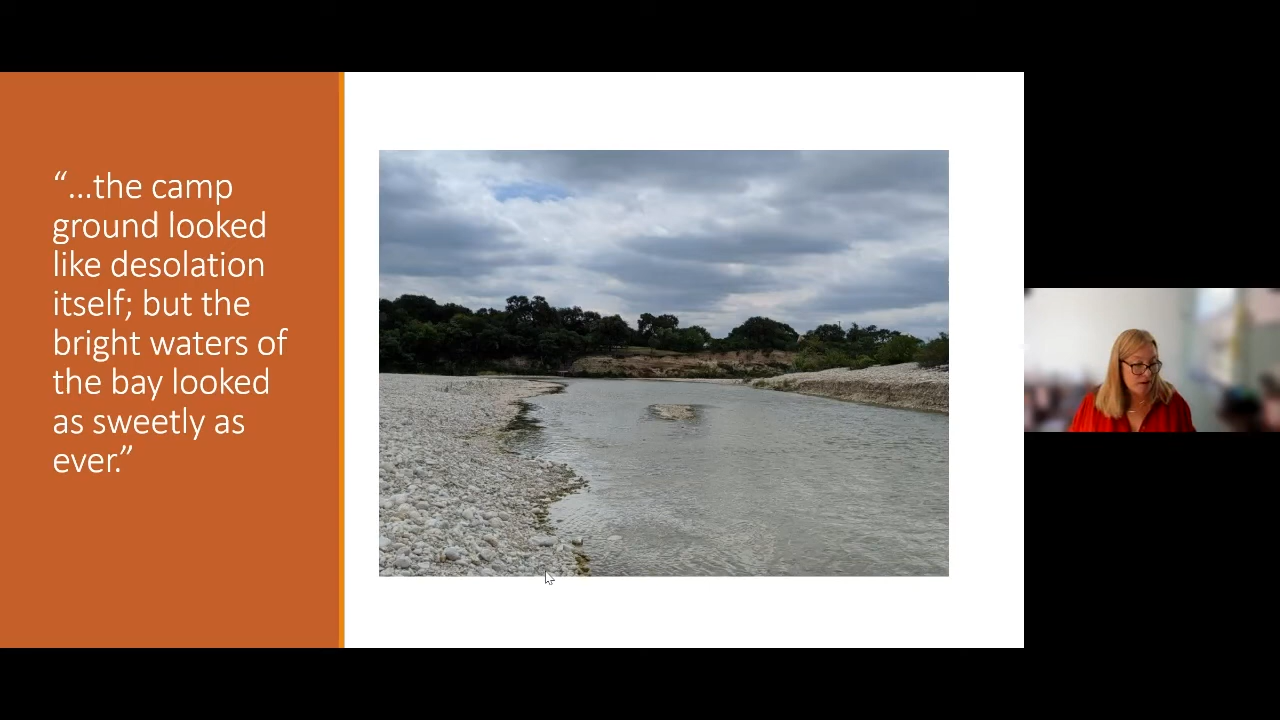 “...the camp
ground looked
like desolation
itself; but the
bright waters of
the bay looked
as sweetly as
ever.”